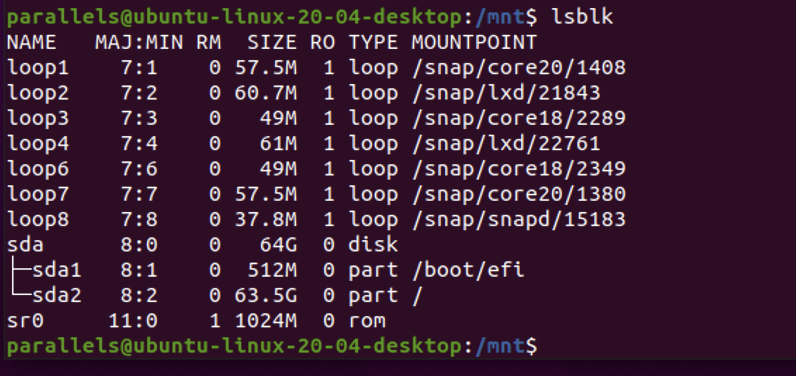 parallels@ubuntu-linux-20-04-desktop:/mnt$ lsblk
NAME   MAJ:MIN RM  SIZE RO TYPE MOUNTPOINT
loop1    7:1    0 57.5M  1 loop /snap/core20/1408
loop2    7:2    0 60.7M  1 loop /snap/lxd/21843
loop3    7:3    0   49M  1 loop /snap/core18/2289
loop4    7:4    0   61M  1 loop /snap/lxd/22761
loop6    7:6    0   49M  1 loop /snap/core18/2349
loop7    7:7    0 57.5M  1 loop /snap/core20/1380
loop8    7:8    0 37.8M  1 loop /snap/snapd/15183
sda      8:0    0   64G  0 disk
├─sda1   8:1    0  512M  0 part /boot/efi
└─sda2   8:2    0 63.5G  0 part /
sr0     11:0    1 1024M  0 rom
parallels@ubuntu-linux-20-04-desktop:/mnt$